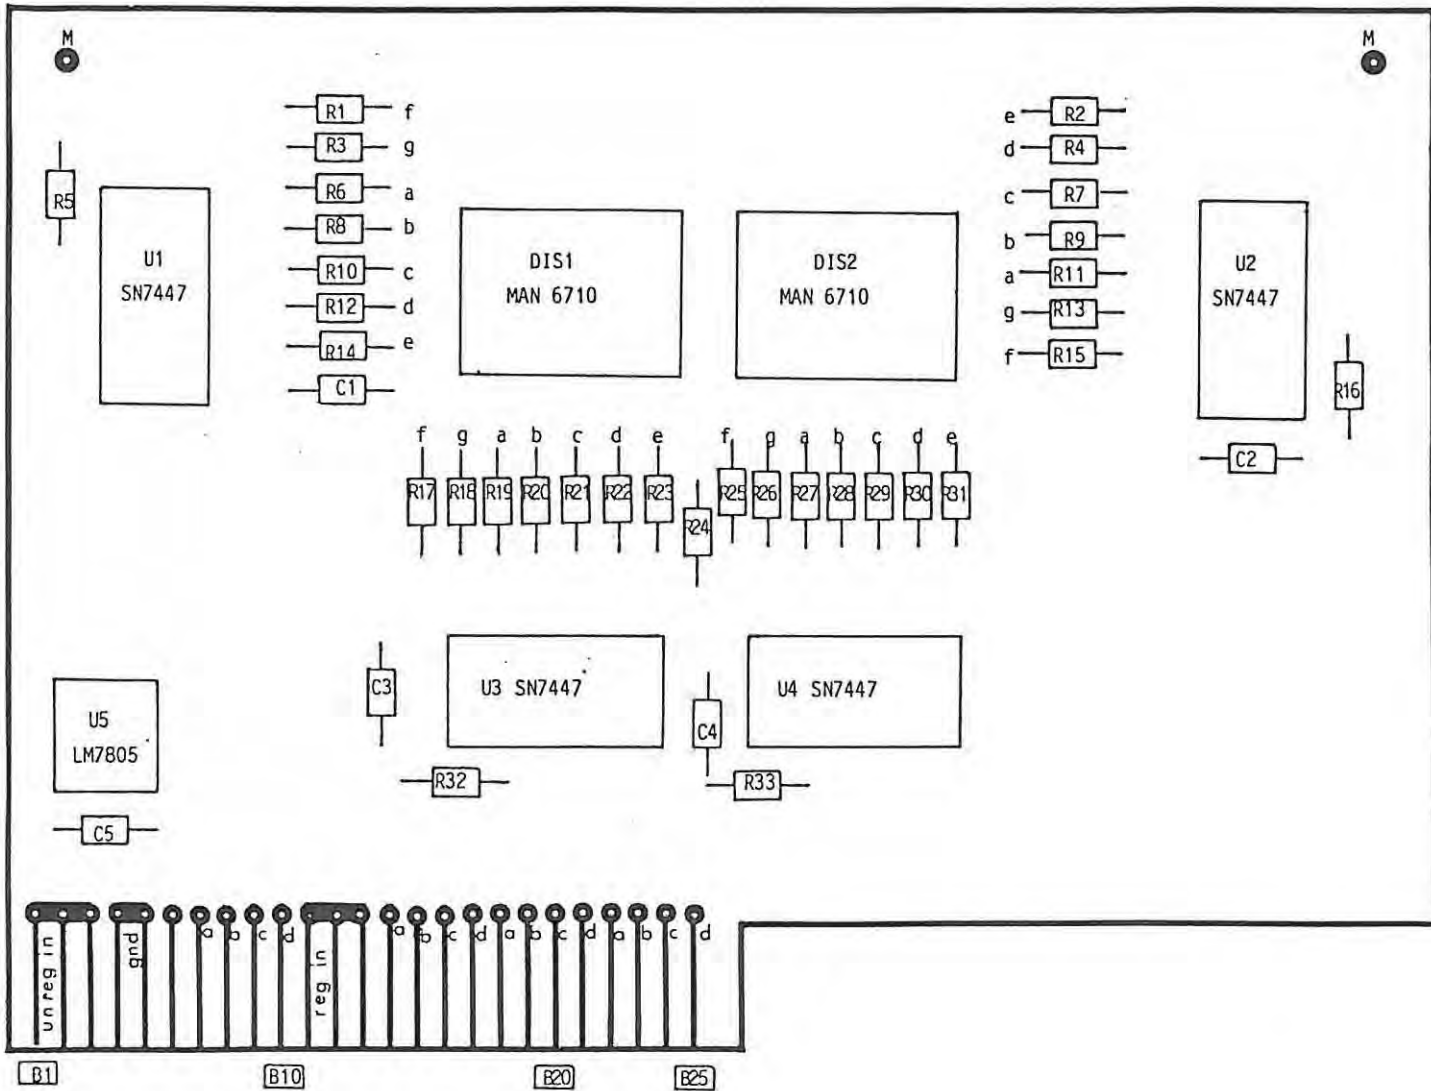 M M
R1 f
R3 g
R6 a
R8 b
R10 c
R12 d
R14 e
C1
e R2
d R4
c R7
b R9
a R11
g R13
f R15
R5
U1
SN7447
DIS1
MAN 6710
DIS2
MAN 6710
U2
SN7447
R16
C2
f g a b c d e f g a b c d e
R17 R18 R19 R20 R21 R22 R23 R24 R25 R26 R27 R28 R29 R30 R31
C3
U3 SN7447
C4
U4 SN7447
R32
R33
U5
LM7805
C5
unreg in
gnd
a b c d
reg in
a b c d a b c d a b c d
B1 B10 B20 B25